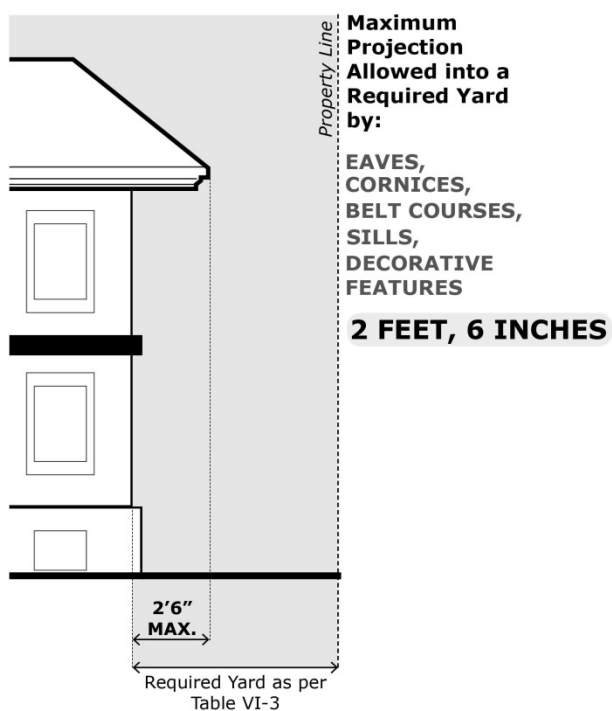 Property Line
Maximum
Projection
Allowed into a
Required Yard
by:
EAVES,
CORNICES,
BELT COURSES,
SILLS,
DECORATIVE
FEATURES
2 FEET, 6 INCHES
2’6”
MAX.
Required Yard as per
Table VI-3